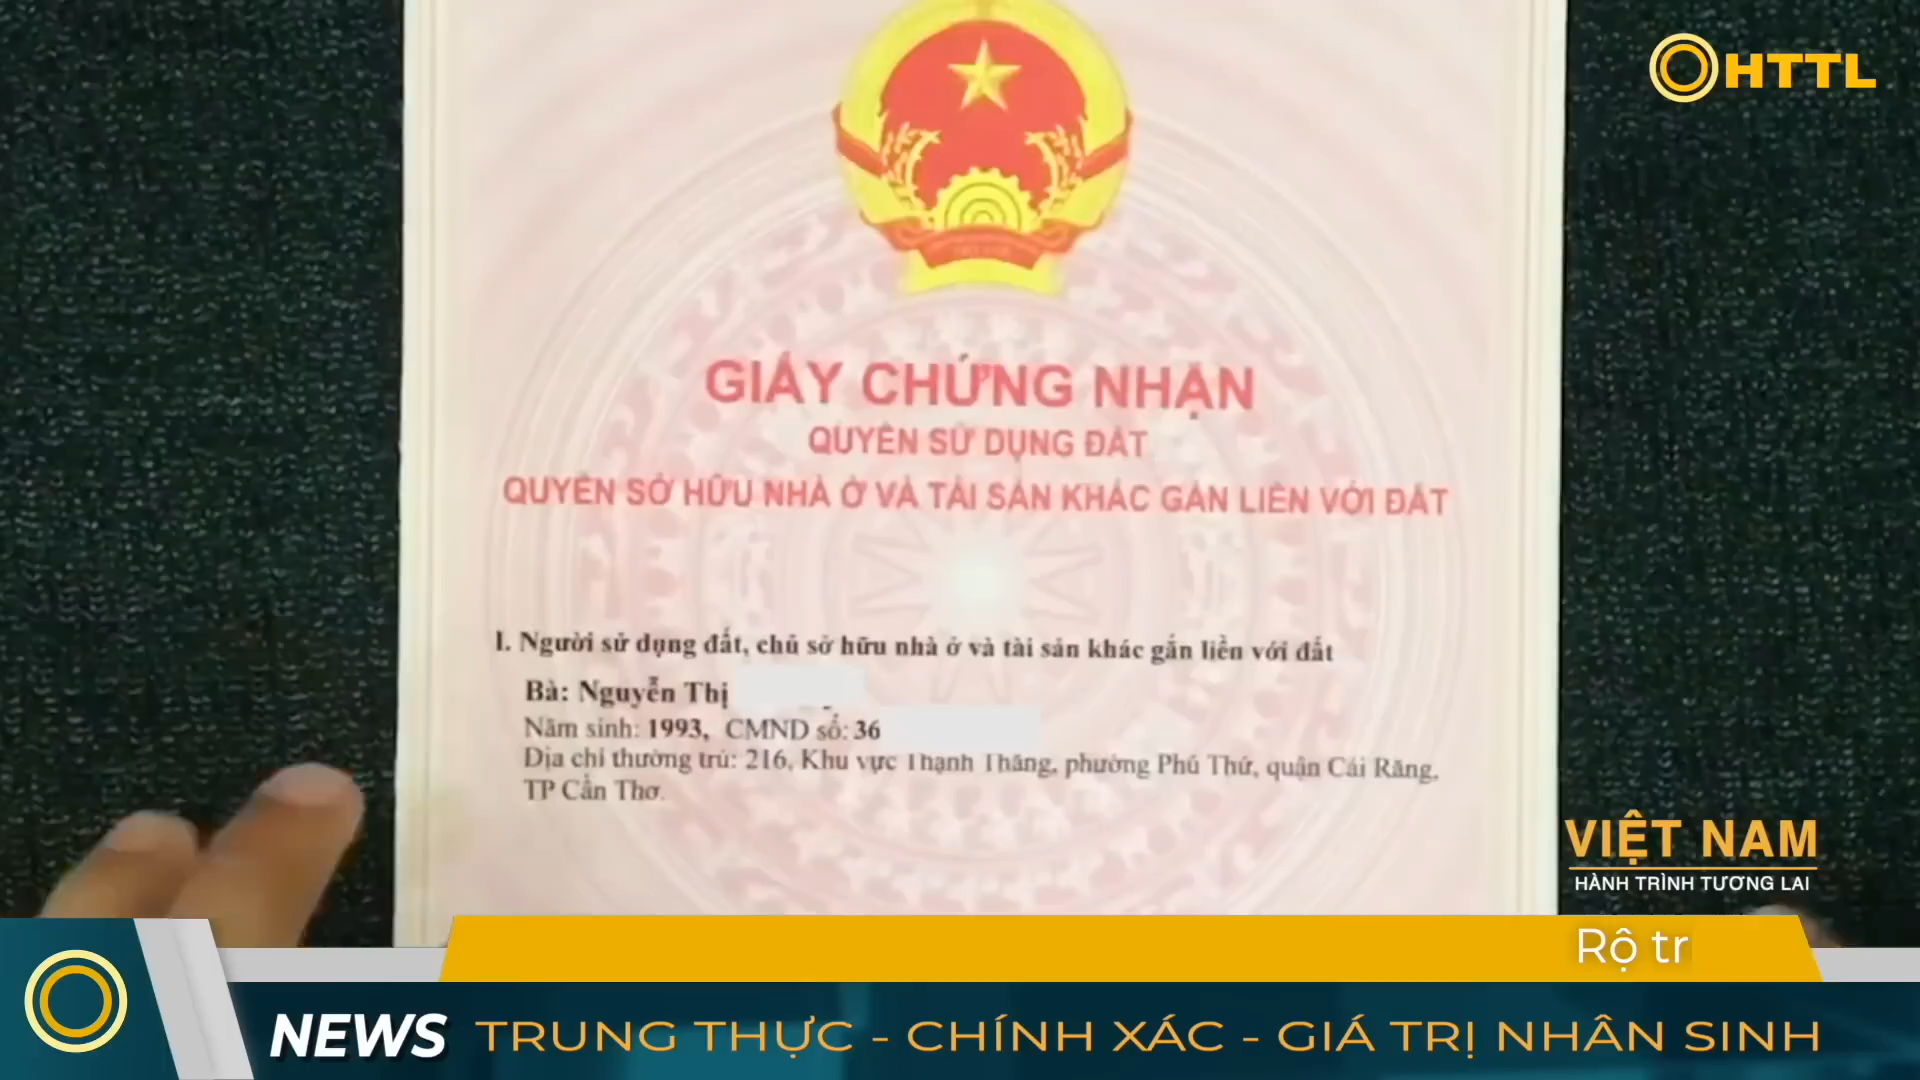 HTTL
GIẤY CHỨNG NHẬN
QUYỀN SỬ DỤNG ĐẤT
QUYỀN SỞ HỮU NHÀ Ở VÀ TÀI SẢN KHÁC GẮN LIỀN VỚI ĐẤT
I. Người sử dụng đất, chủ sở hữu nhà ở và tài sản khác gắn liền với đất
Bà: Nguyễn Thị
Năm sinh: 1993, CMND số: 36
Địa chỉ thường trú: 216, Khu vực Thạnh Thắng, phường Phú Thứ, quận Cái Răng,
TP Cần Thơ.
VIỆT NAM
HÀNH TRÌNH TƯƠNG LAI
Rộ tr
NEWS TRUNG THỰC - CHÍNH XÁC - GIÁ TRỊ NHÂN SINH